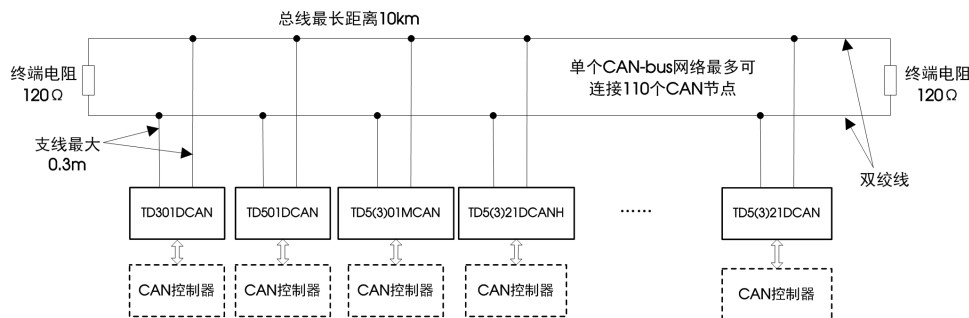 总线最长距离10km
终端电阻
120Ω
单个CAN-bus网络最多可
连接110个CAN节点
终端电阻
120Ω
支线最大
0.3m
双绞线
TD301DCAN
TD501DCAN
TD5(3)01MCAN
TD5(3)21DCANH
······
TD5(3)21DCAN
CAN控制器
CAN控制器
CAN控制器
CAN控制器
CAN控制器